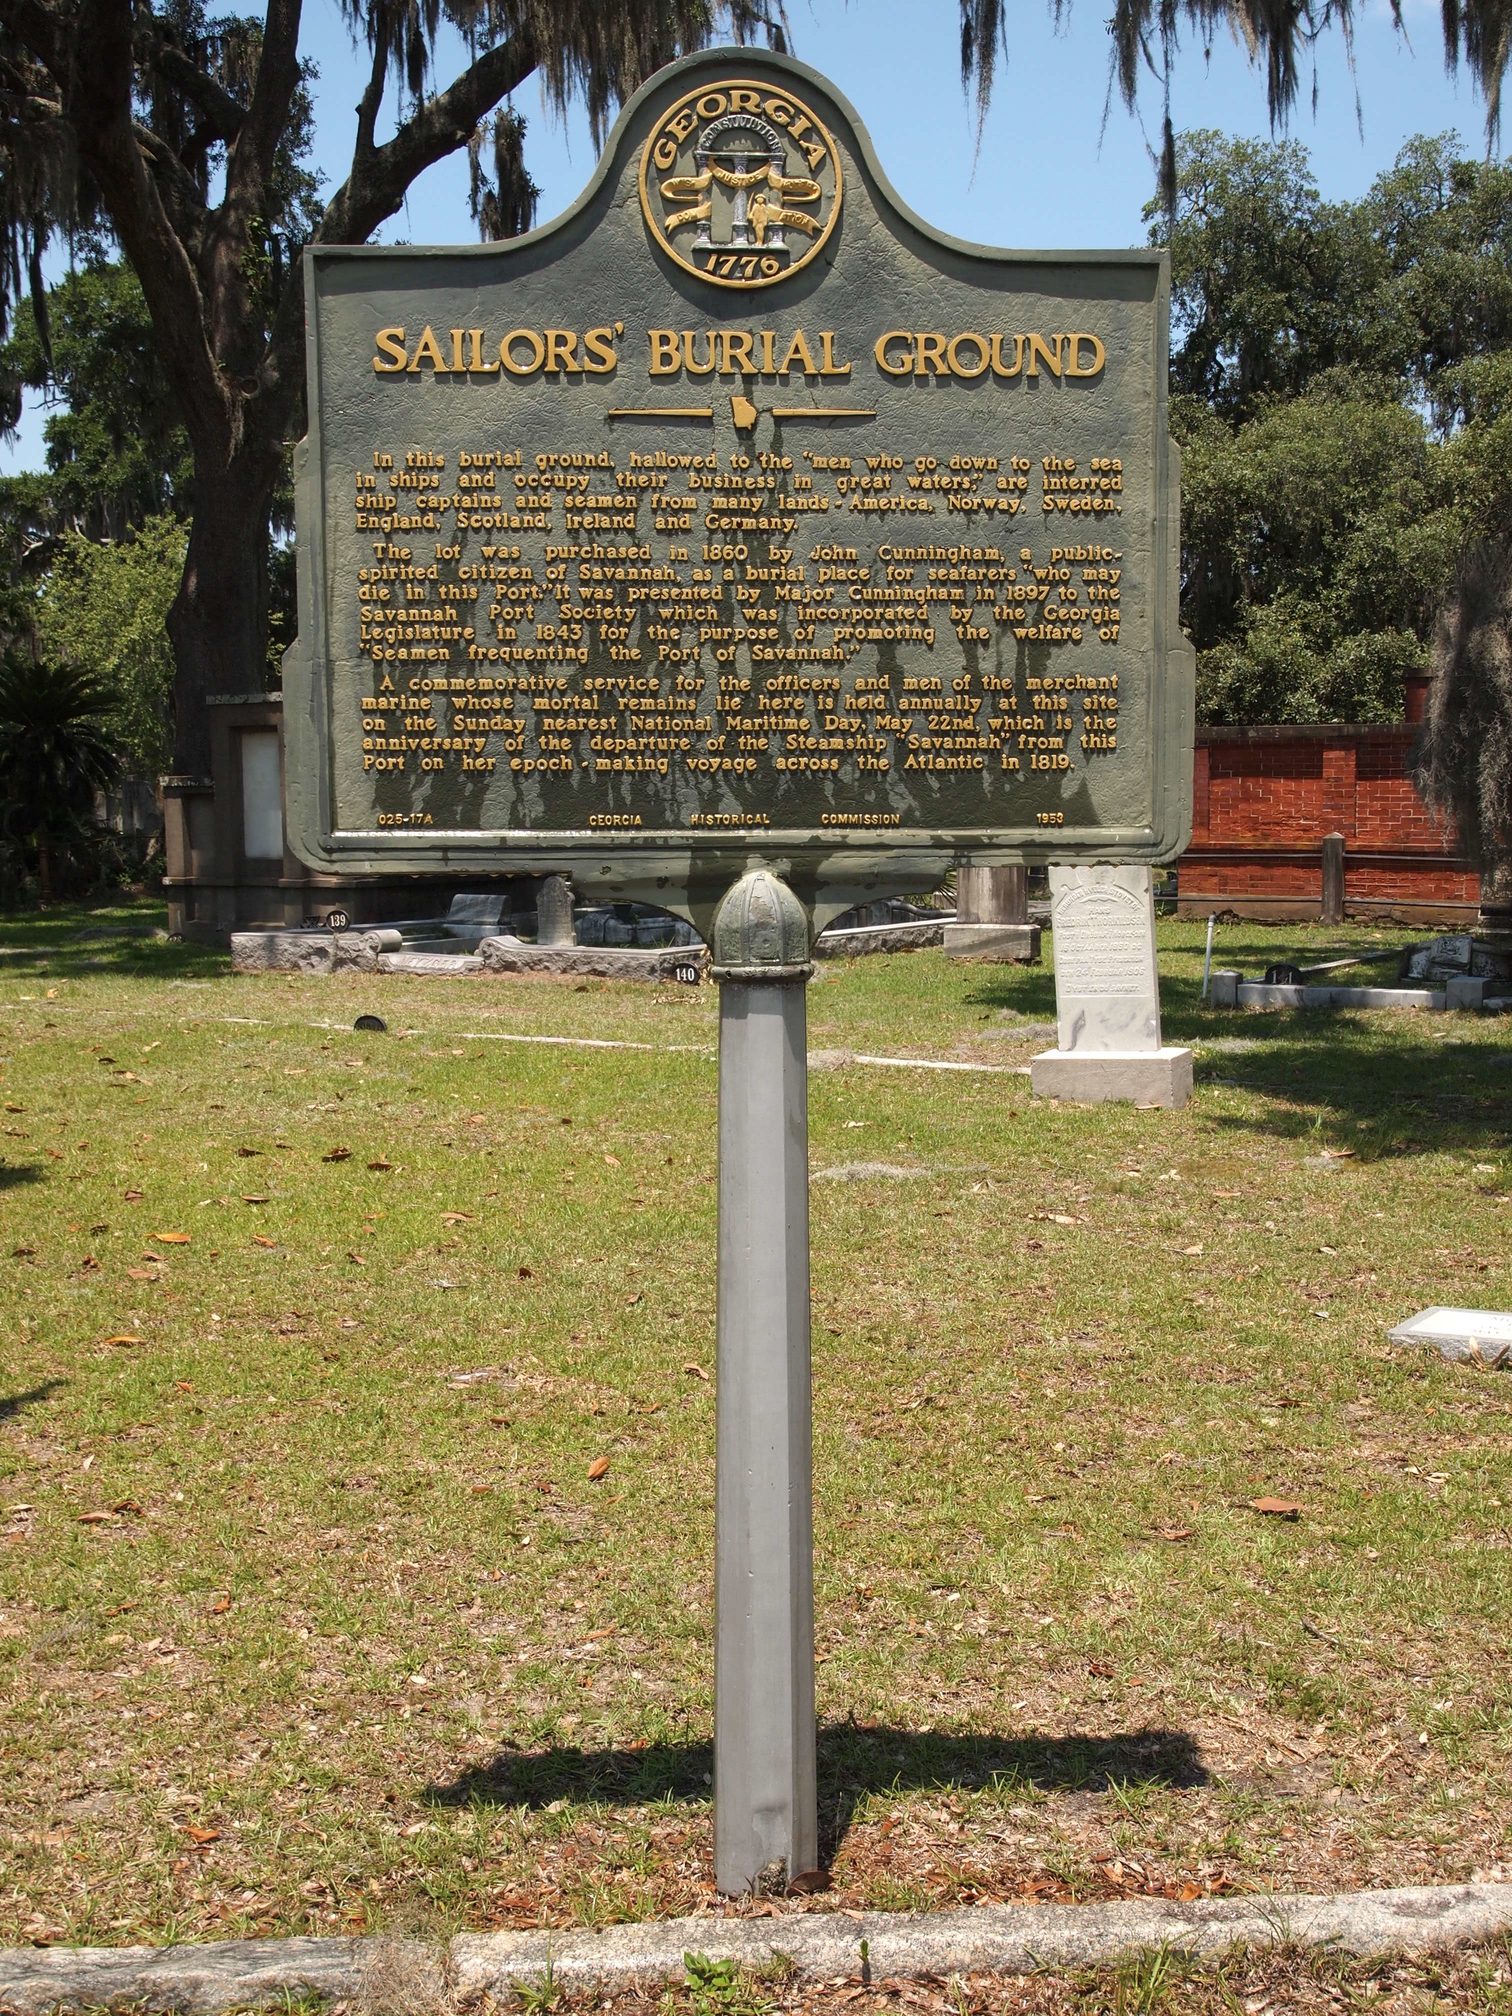 GEORGIA
CONSTITUTION
1776
SAILORS' BURIAL GROUND
In this burial ground, hallowed to the "men who go down to the sea
in ships and occupy their business in great waters," are interred
ship captains and seamen from many lands - America, Norway, Sweden,
England, Scotland, Ireland and Germany.
The lot was purchased in 1860 by John Cunningham, a public-
spirited citizen of Savannah, as a burial place for seafarers "who may
die in this Port." It was presented by Major Cunningham in 1897 to the
Savannah Port Society which was incorporated by the Georgia
Legislature in 1843 for the purpose of promoting the welfare of
"Seamen frequenting the Port of Savannah."
A commemorative service for the officers and men of the merchant
marine whose mortal remains lie here is held annually at this site
on the Sunday nearest National Maritime Day, May 22nd, which is the
anniversary of the departure of the Steamship "Savannah" from this
Port on her epoch-making voyage across the Atlantic in 1819.
025-17A GEORGIA HISTORICAL COMMISSION 1953
139
140
141